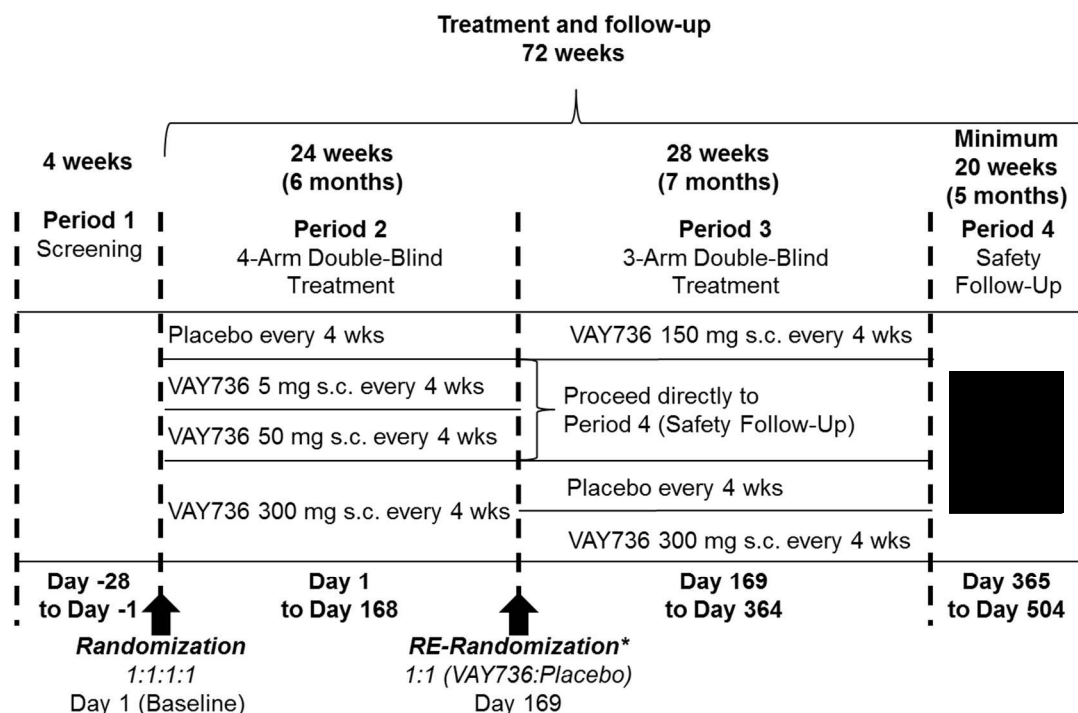 Treatment and follow-up
72 weeks
4 weeks
24 weeks
(6 months)
28 weeks
(7 months)
Minimum
20 weeks
(5 months)
Period 1
Screening
Period 2
4-Arm Double-Blind
Treatment
Period 3
3-Arm Double-Blind
Treatment
Period 4
Safety
Follow-Up
Placebo every 4 wks
VAY736 150 mg s.c. every 4 wks
VAY736 5 mg s.c. every 4 wks
VAY736 50 mg s.c. every 4 wks
Proceed directly to
Period 4 (Safety Follow-Up)
VAY736 300 mg s.c. every 4 wks
Placebo every 4 wks
VAY736 300 mg s.c. every 4 wks
Day -28
to Day -1
Day 1
to Day 168
Day 169
to Day 364
Day 365
to Day 504
Randomization
1:1:1:1
Day 1 (Baseline)
RE-Randomization*
1:1 (VAY736:Placebo)
Day 169